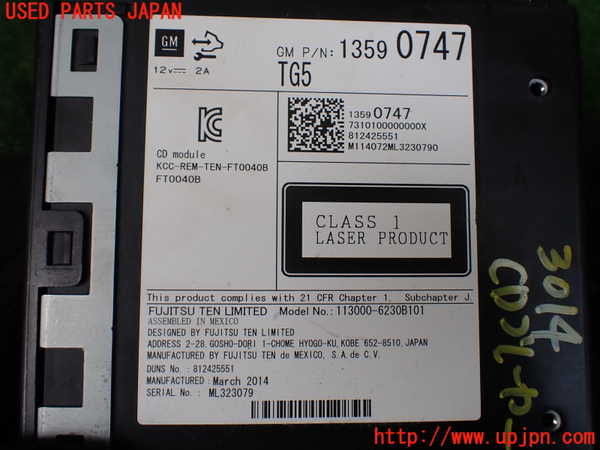 USED PARTS JAPAN
GM
GM P/N: 1359 0747
12V 2A
TG5
1359 0747
7310100000000X
812425551
M114072ML3230790
CD module
KCC-REM-TEN-FT0040B
FT0040B
CLASS 1
LASER PRODUCT
This product complies with 21 CFR Chapter 1, Subchapter J.
FUJITSU TEN LIMITED Model No.:113000-6230B101
ASSEMBLED IN MEXICO
DESIGNED BY FUJITSU TEN LIMITED
ADDRESS 2-28, GOSHO-DORI 1-CHOME HYOGO-KU, KOBE 652-8510, JAPAN
MANUFACTURED BY FUJITSU TEN de MEXICO, S.A. de C.V.
DUNS No.: 812425551
MANUFACTURED: March 2014
SERIAL No.: ML323079
3014
CDプレーヤー
http://www.upjpn.com/